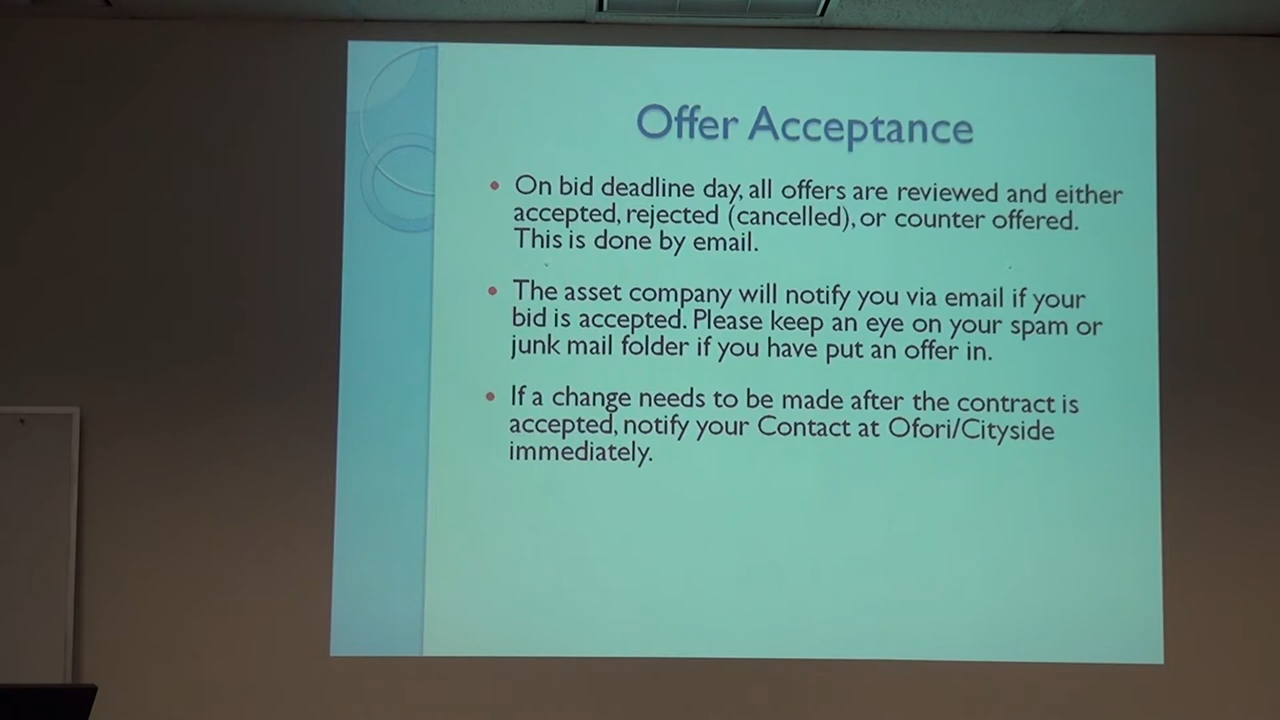 Offer Acceptance
• On bid deadline day, all offers are reviewed and either
accepted, rejected (cancelled), or counter offered.
This is done by email.
• The asset company will notify you via email if your
bid is accepted. Please keep an eye on your spam or
junk mail folder if you have put an offer in.
• If a change needs to be made after the contract is
accepted, notify your Contact at Ofori/Cityside
immediately.